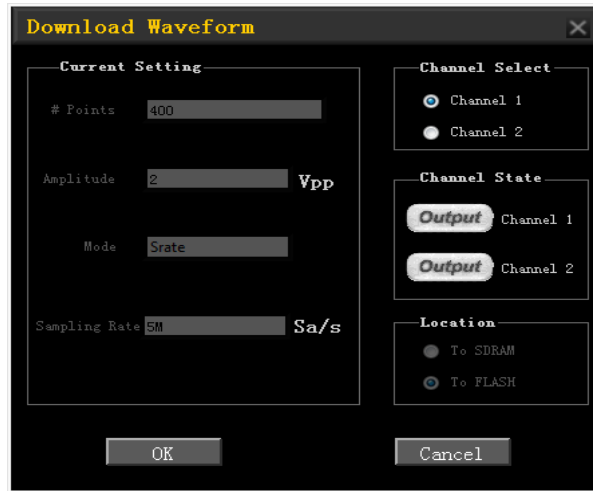 Download Waveform
Current Setting
# Points 400
Amplitude 2 Vpp
Mode Srate
Sampling Rate 5M Sa/s
Channel Select
Channel 1
Channel 2
Channel State
Output Channel 1
Output Channel 2
Location
To SDRAM
To FLASH
OK
Cancel